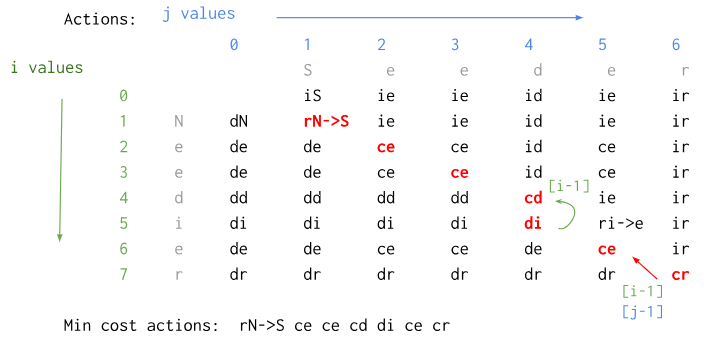 Actions: j values
0 1 2 3 4 5 6
i values S e e d e r
0 iS ie ie id ie ir
1 N dN rN->S ie ie id ie ir
2 e de de ce ce id ce ir
3 e de de ce ce id ce ir
4 d dd dd dd dd cd ie ir
[i-1]
5 i di di di di di ri->e ir
6 e de de ce ce de ce ir
7 r dr dr dr dr dr dr cr
[i-1]
[j-1]
Min cost actions: rN->S ce ce cd di ce cr